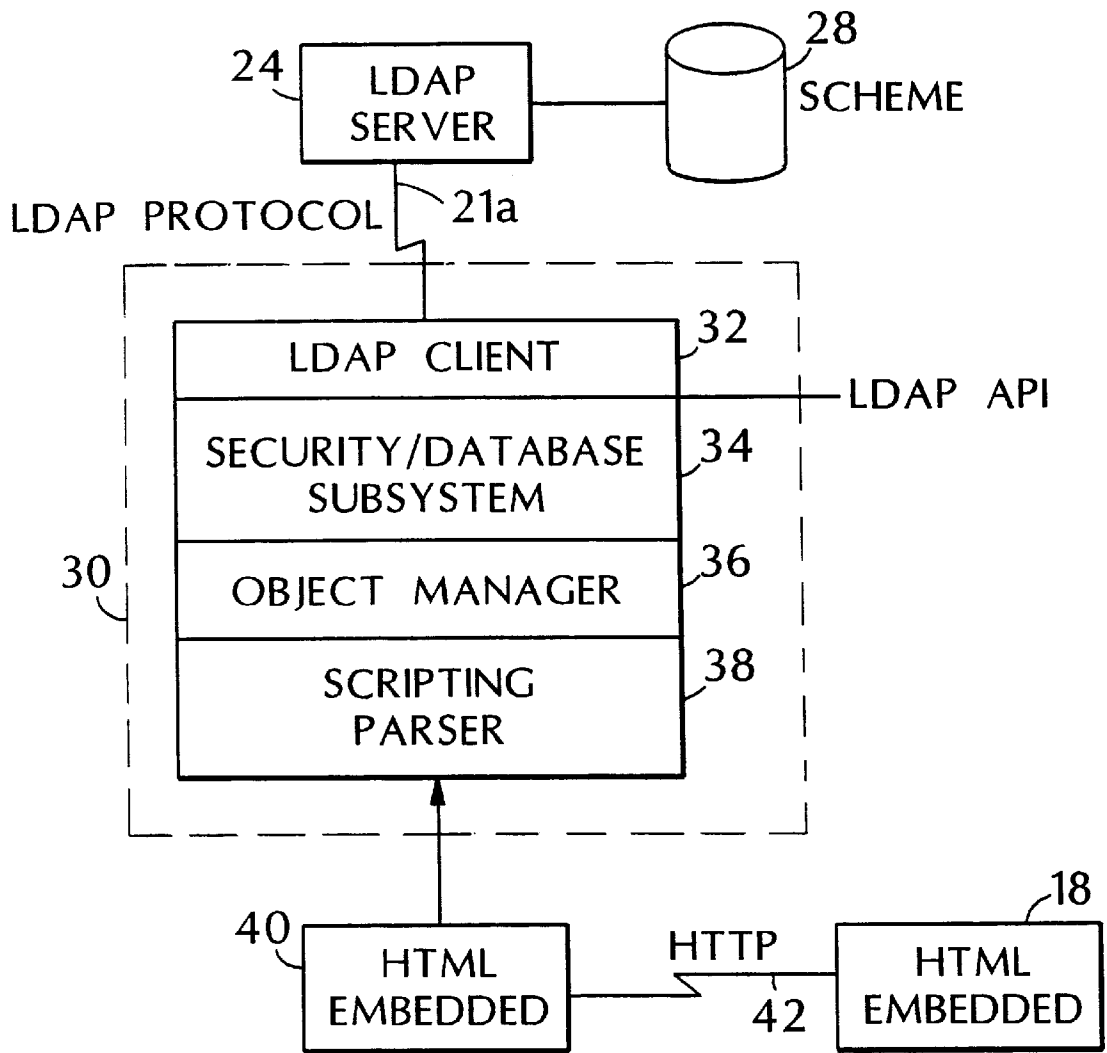 24
LDAP
SERVER
28
SCHEME
LDAP PROTOCOL
21a
32
LDAP CLIENT
LDAP API
SECURITY/DATABASE
SUBSYSTEM
34
30
OBJECT MANAGER
36
SCRIPTING
PARSER
38
40
HTML
EMBEDDED
HTTP
42
18
HTML
EMBEDDED